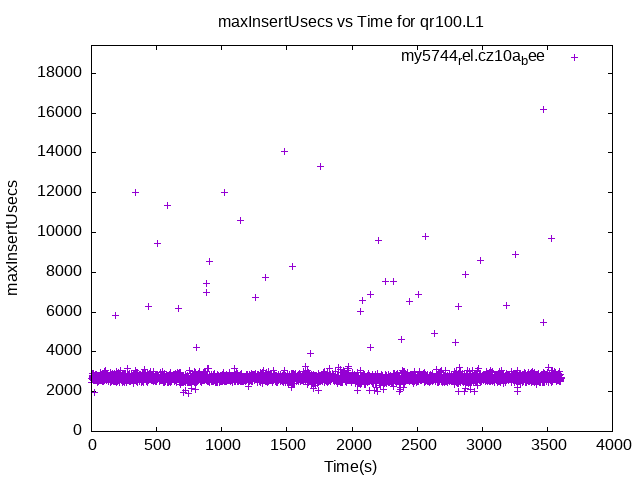 maxInsertUsecs vs Time for qr100.L1
my5744rel.cz10abee
18000
16000
14000
12000
10000
8000
6000
4000
2000
0
maxInsertUsecs
0 500 1000 1500 2000 2500 3000 3500 4000
Time(s)